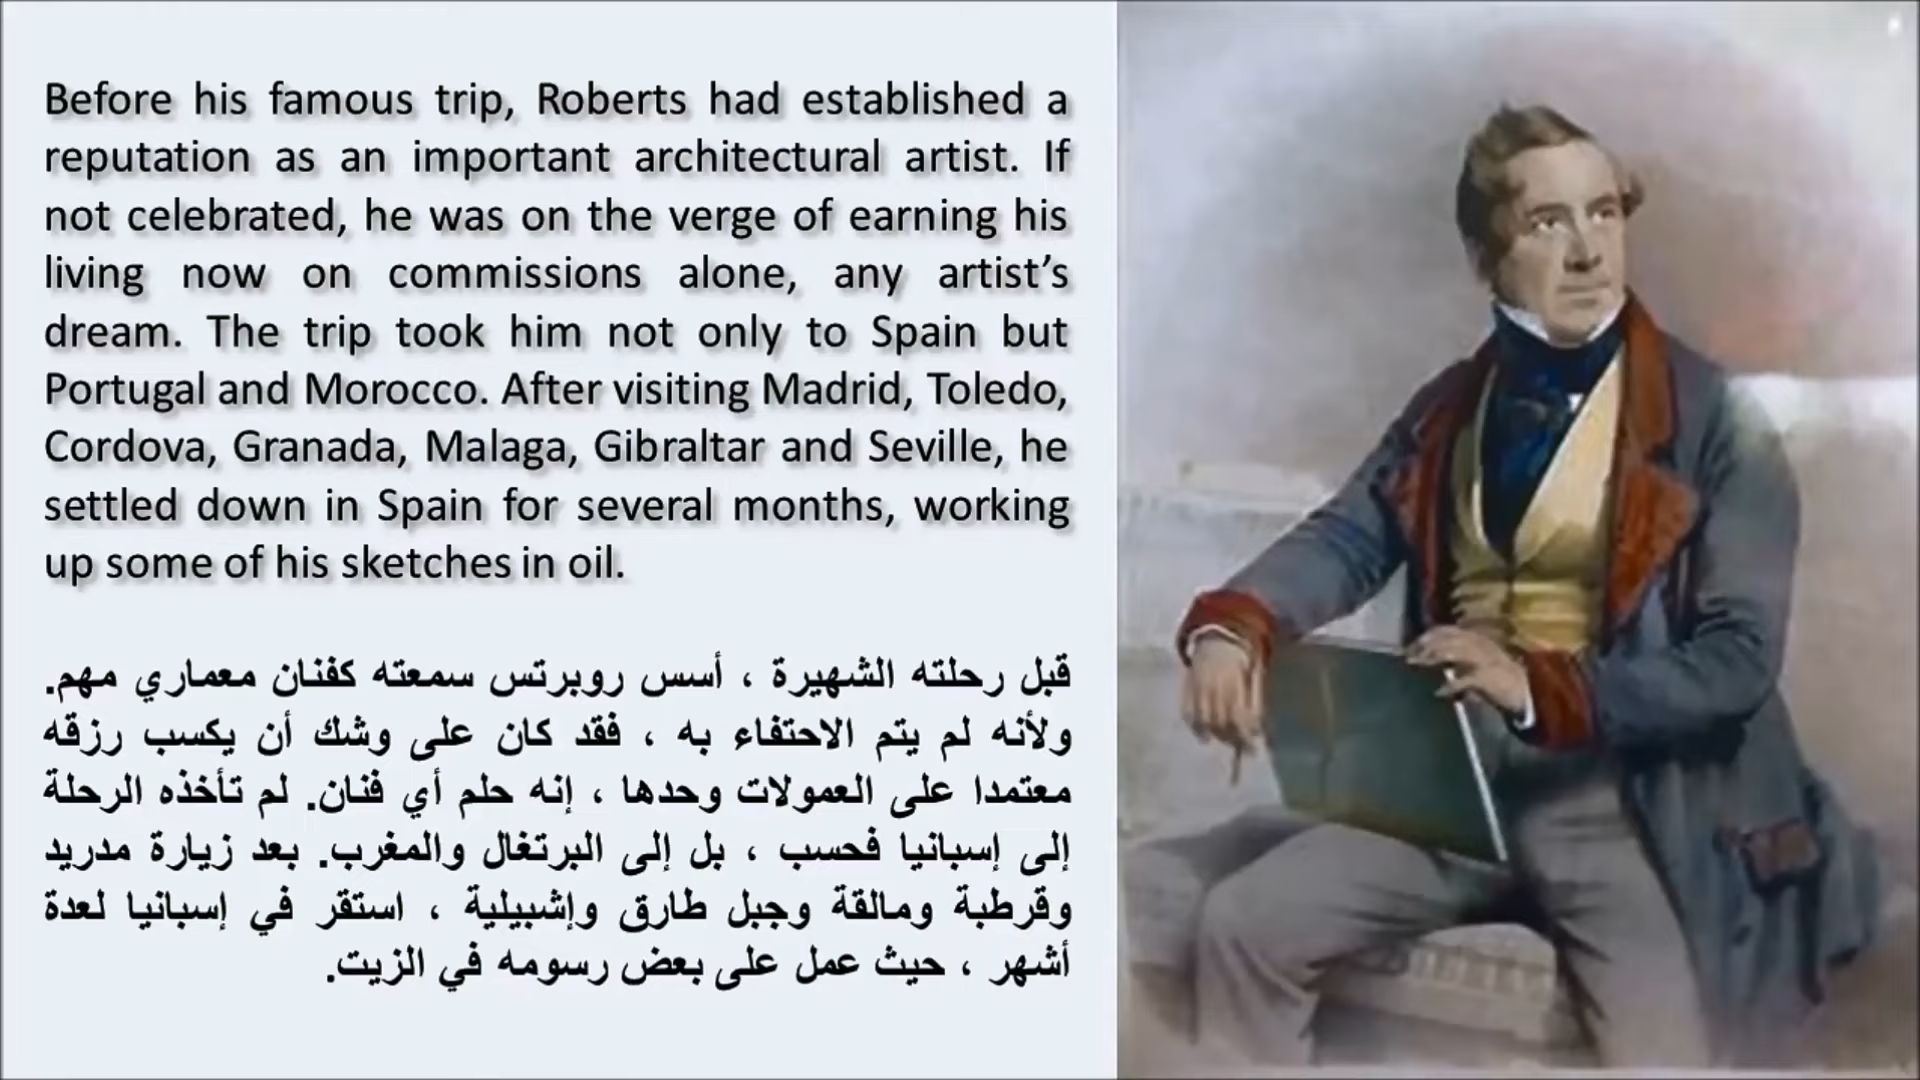 Before his famous trip, Roberts had established a
reputation as an important architectural artist. If
not celebrated, he was on the verge of earning his
living now on commissions alone, any artist’s
dream. The trip took him not only to Spain but
Portugal and Morocco. After visiting Madrid, Toledo,
Cordova, Granada, Malaga, Gibraltar and Seville, he
settled down in Spain for several months, working
up some of his sketches in oil.
قبل رحلته الشهيرة ، أسس روبرتس سمعته كفنان معماري مهم.
ولأنه لم يتم الاحتفاء به ، فقد كان على وشك أن يكسب رزقه
معتمدا على العمولات وحدها ، إنه حلم أي فنان. لم تأخذه الرحلة
إلى إسبانيا فحسب ، بل إلى البرتغال والمغرب. بعد زيارة مدريد
وقرطبة ومالقة وجبل طارق وإشبيلية ، استقر في إسبانيا لعدة
أشهر ، حيث عمل على بعض رسومه في الزيت.